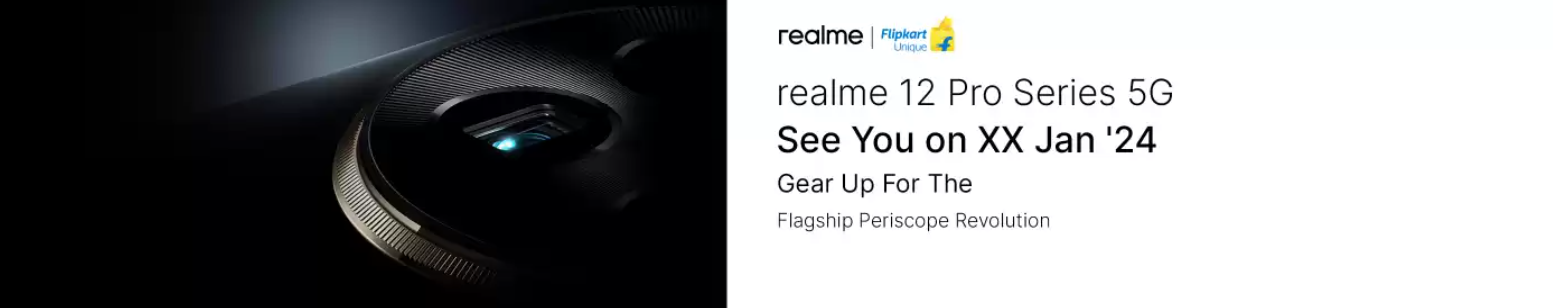 realme | Flipkart
Unique
realme 12 Pro Series 5G
See You on XX Jan '24
Gear Up For The
Flagship Periscope Revolution